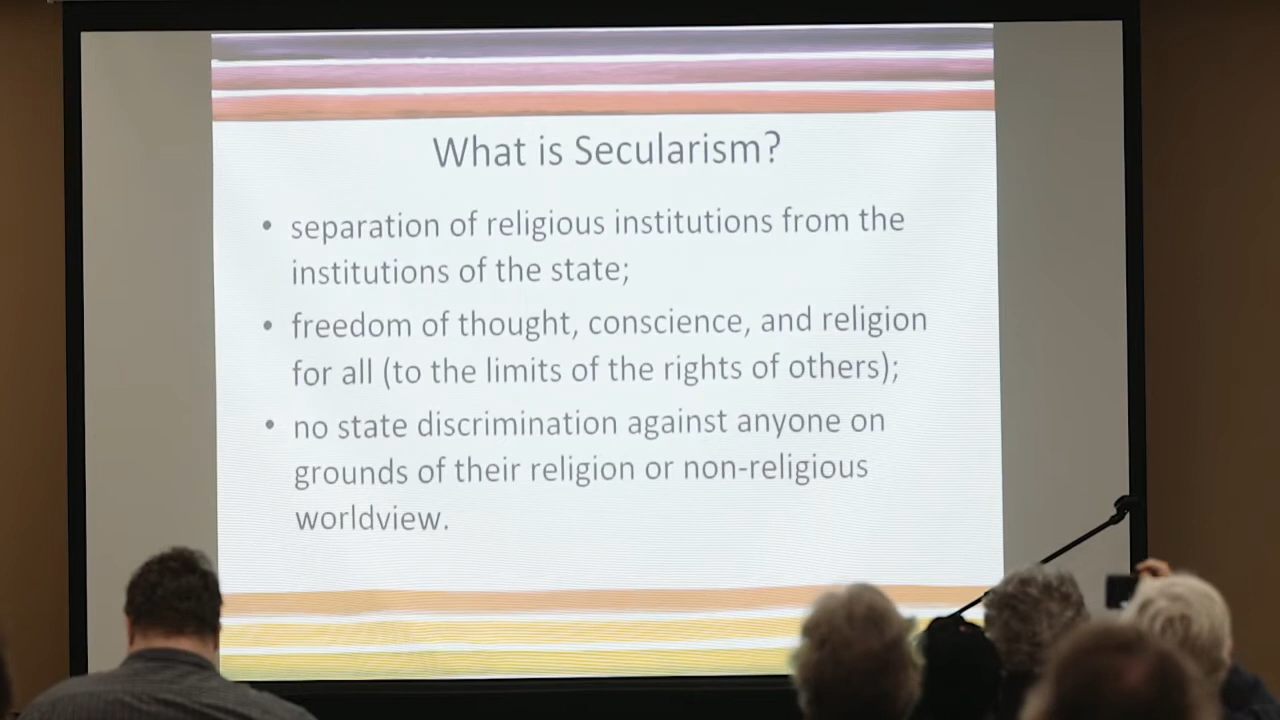 What is Secularism?
• separation of religious institutions from the
institutions of the state;
• freedom of thought, conscience, and religion
for all (to the limits of the rights of others);
• no state discrimination against anyone on
grounds of their religion or non-religious
worldview.